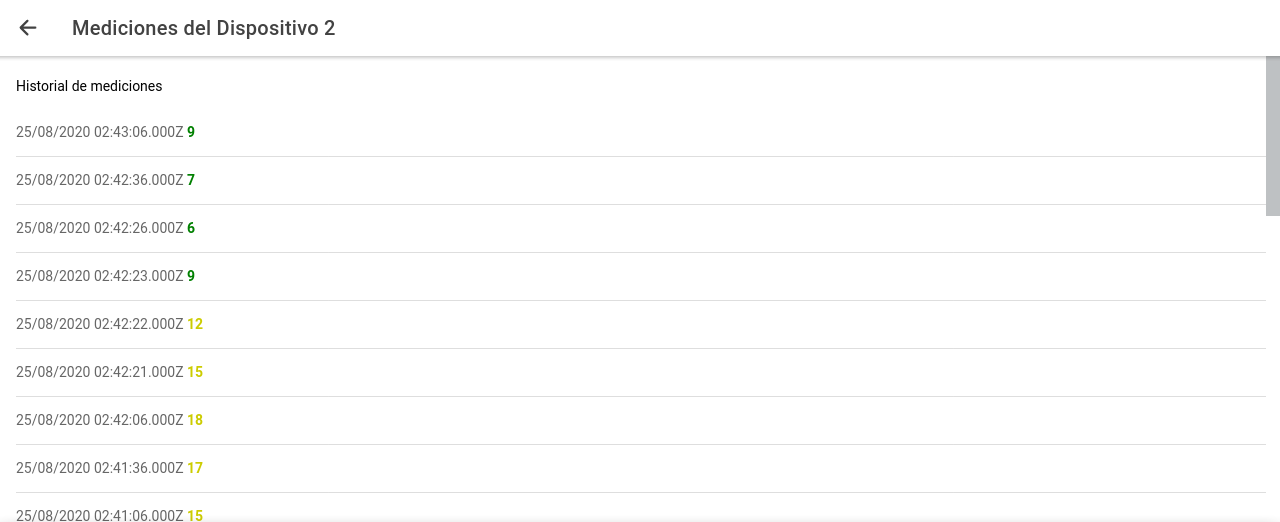 Mediciones del Dispositivo 2
Historial de mediciones
25/08/2020 02:43:06.000Z 9
25/08/2020 02:42:36.000Z 7
25/08/2020 02:42:26.000Z 6
25/08/2020 02:42:23.000Z 9
25/08/2020 02:42:22.000Z 12
25/08/2020 02:42:21.000Z 15
25/08/2020 02:42:06.000Z 18
25/08/2020 02:41:36.000Z 17
25/08/2020 02:41:06.000Z 15